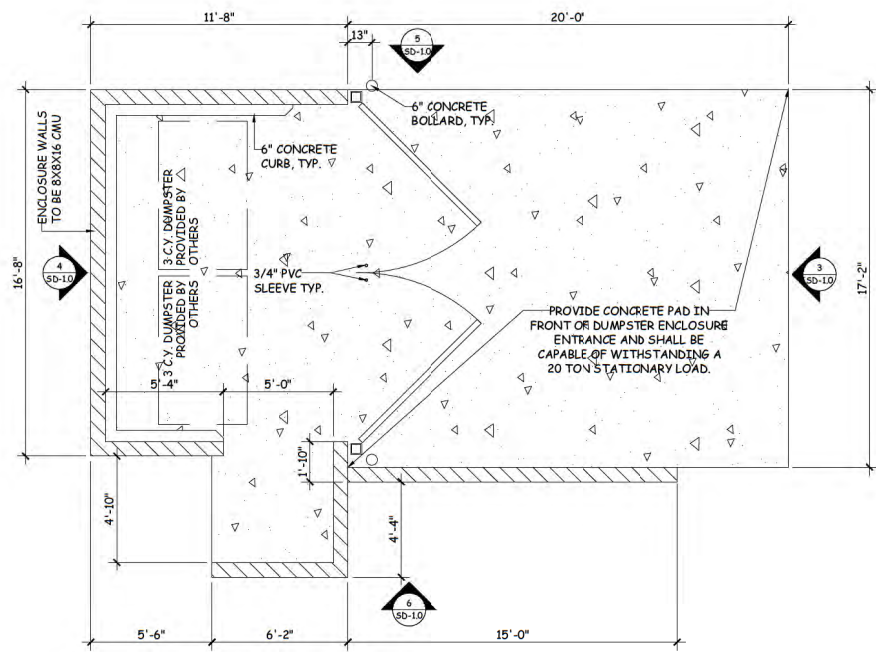 11'-8"
20'-0"
13"
5
SD-1.0
6" CONCRETE
BOLLARD, TYP.
ENCLOSURE WALLS
TO BE 8X8X16 CMU
6" CONCRETE
CURB, TYP.
3 C.Y. DUMPSTER
PROVIDED BY
OTHERS
4
SD-1.0
16'-8"
3/4" PVC
SLEEVE TYP.
3
SD-1.0
17'-2"
3 C.Y. DUMPSTER
PROVIDED BY
OTHERS
PROVIDE CONCRETE PAD IN
FRONT OF DUMPSTER ENCLOSURE
ENTRANCE AND SHALL BE
CAPABLE OF WITHSTANDING A
20 TON STATIONARY LOAD.
5'-4"
5'-0"
1'-10"
4'-10"
4'-4"
6
SD-1.0
5'-6"
6'-2"
15'-0"